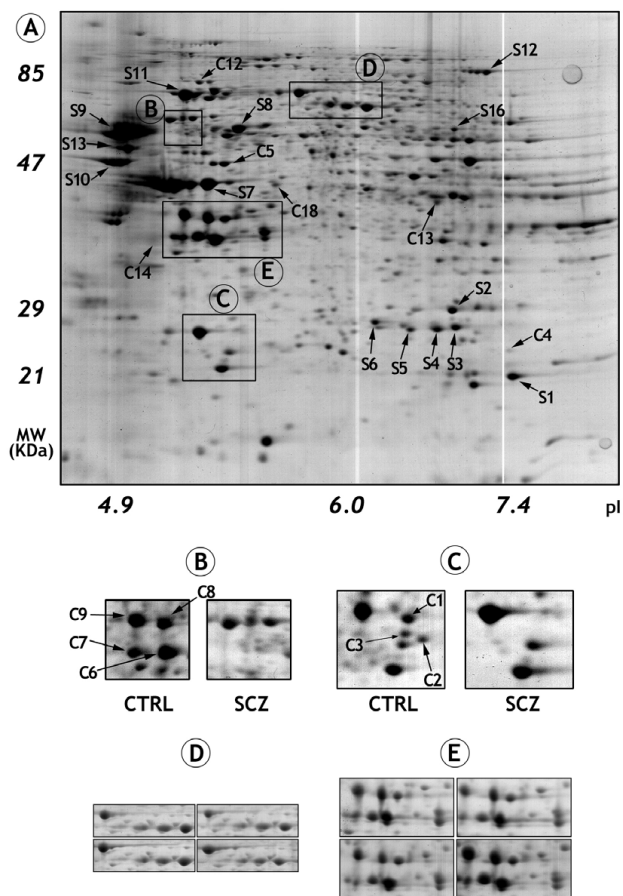 A
85
C12
S12
S11
D
B
S9
S8
S16
S13
47
C5
S10
S7
C18
C13
C14
E
S2
29
C
C4
S6
S5
S4
S3
21
S1
MW
(KDa)
4.9
6.0
7.4
pI
B
C
C9
C8
C1
C7
C3
C6
C2
CTRL
SCZ
CTRL
SCZ
D
E